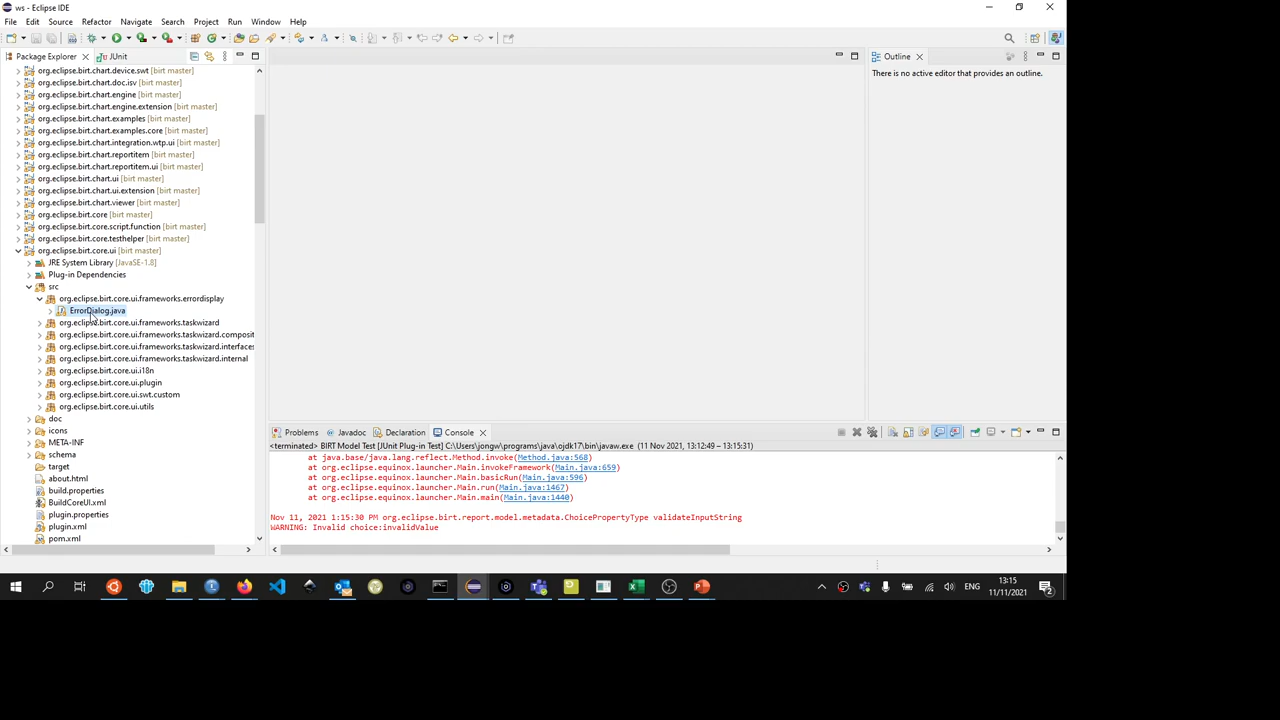 ws - Eclipse IDE
File Edit Source Refactor Navigate Search Project Run Window Help
Package Explorer JUnit
Outline
There is no active editor that provides an outline.
org.eclipse.birt.chart.device.swt [birt master]
org.eclipse.birt.chart.doc.isv [birt master]
org.eclipse.birt.chart.engine [birt master]
org.eclipse.birt.chart.engine.extension [birt master]
org.eclipse.birt.chart.examples [birt master]
org.eclipse.birt.chart.examples.core [birt master]
org.eclipse.birt.chart.integration.wtp.ui [birt master]
org.eclipse.birt.chart.reportitem [birt master]
org.eclipse.birt.chart.reportitem.ui [birt master]
org.eclipse.birt.chart.ui [birt master]
org.eclipse.birt.chart.ui.extension [birt master]
org.eclipse.birt.chart.viewer [birt master]
org.eclipse.birt.core [birt master]
org.eclipse.birt.core.script.function [birt master]
org.eclipse.birt.core.testhelper [birt master]
org.eclipse.birt.core.ui [birt master]
JRE System Library [JavaSE-1.8]
Plug-in Dependencies
src
org.eclipse.birt.core.ui.frameworks.errordisplay
ErrorDialog.java
org.eclipse.birt.core.ui.frameworks.taskwizard
org.eclipse.birt.core.ui.frameworks.taskwizard.composit
org.eclipse.birt.core.ui.frameworks.taskwizard.interfaces
org.eclipse.birt.core.ui.frameworks.taskwizard.internal
org.eclipse.birt.core.ui.i18n
org.eclipse.birt.core.ui.plugin
org.eclipse.birt.core.ui.swt.custom
org.eclipse.birt.core.ui.utils
doc
icons
META-INF
schema
target
about.html
build.properties
BuildCoreUI.xml
plugin.properties
plugin.xml
pom.xml
Problems Javadoc Declaration Console
<terminated> BIRT Model Test [JUnit Plug-in Test] C:\Users\jongw\programs\java\ojdk17\bin\javaw.exe (11 Nov 2021, 13:12:49 – 13:15:31)
at java.base/java.lang.reflect.Method.invoke(Method.java:568)
at org.eclipse.equinox.launcher.Main.invokeFramework(Main.java:659)
at org.eclipse.equinox.launcher.Main.basicRun(Main.java:596)
at org.eclipse.equinox.launcher.Main.run(Main.java:1467)
at org.eclipse.equinox.launcher.Main.main(Main.java:1440)
Nov 11, 2021 1:15:30 PM org.eclipse.birt.report.model.metadata.ChoicePropertyType validateInputString
WARNING: Invalid choice:invalidValue
ENG
13:15
11/11/2021
2